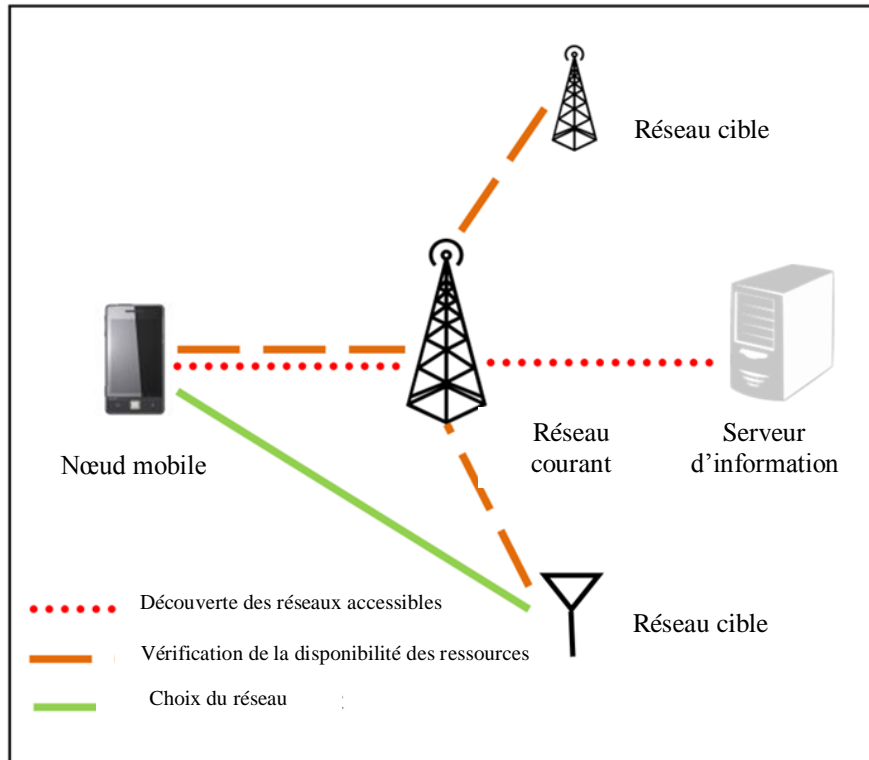 Réseau cible
Nœud mobile
Réseau
courant
Serveur
d’information
Découverte des réseaux accessibles
Réseau cible
Vérification de la disponibilité des ressources
Choix du réseau